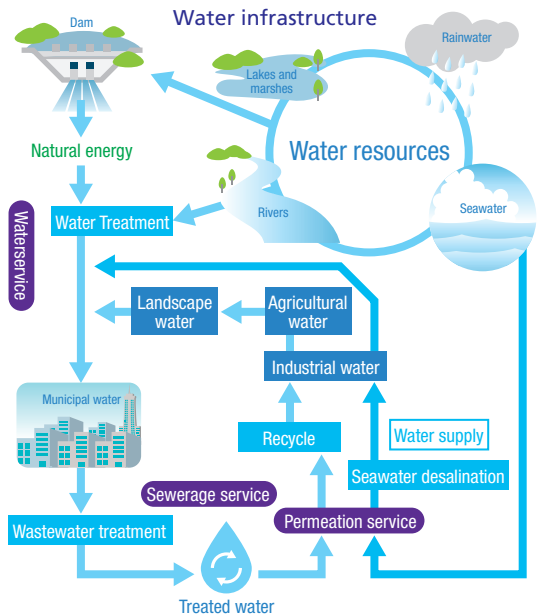 Water infrastructure
Dam
Rainwater
Lakes and
marshes
Natural energy
Water resources
Water Treatment
Rivers
Seawater
Waterservice
Landscape
water
Agricultural
water
Industrial water
Municipal water
Recycle
Water supply
Seawater desalination
Sewerage service
Permeation service
Wastewater treatment
Treated water